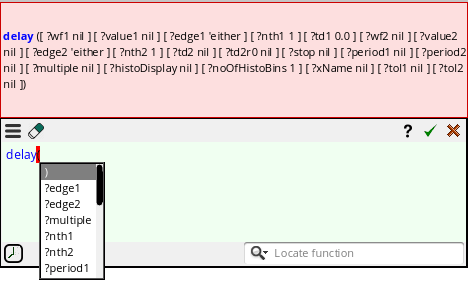 delay ([ ?wf1 nil ] [ ?value1 nil ] [ ?edge1 'either ] [ ?nth1 1 ] [ ?td1 0.0 ] [ ?wf2 nil ] [ ?value2
nil ] [ ?edge2 'either ] [ ?nth2 1 ] [ ?td2 nil ] [ ?td2r0 nil ] [ ?stop nil ] [ ?period1 nil ] [ ?period2
nil ] [ ?multiple nil ] [ ?histoDisplay nil ] [ ?noOfHistoBins 1 ] [ ?xName nil ] [ ?tol1 nil ] [ ?tol2
nil ])
?
delay
)
?edge1
?edge2
?multiple
?nth1
?nth2
?period1
Locate function